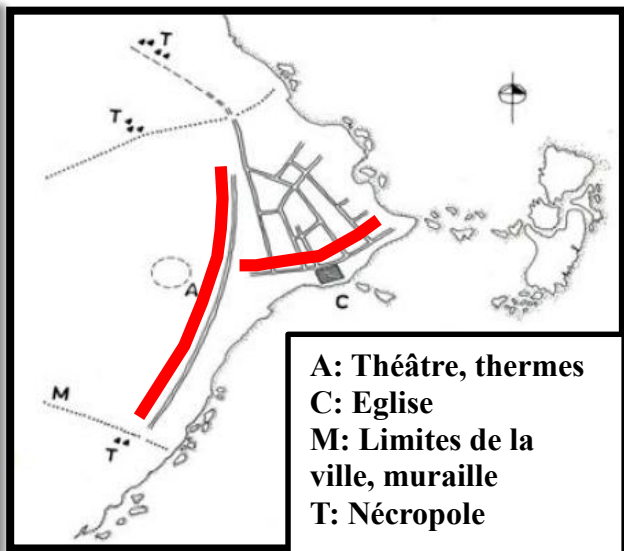 T
T
A
C
M
T
A: Théâtre, thermes
C: Eglise
M: Limites de la
ville, muraille
T: Nécropole